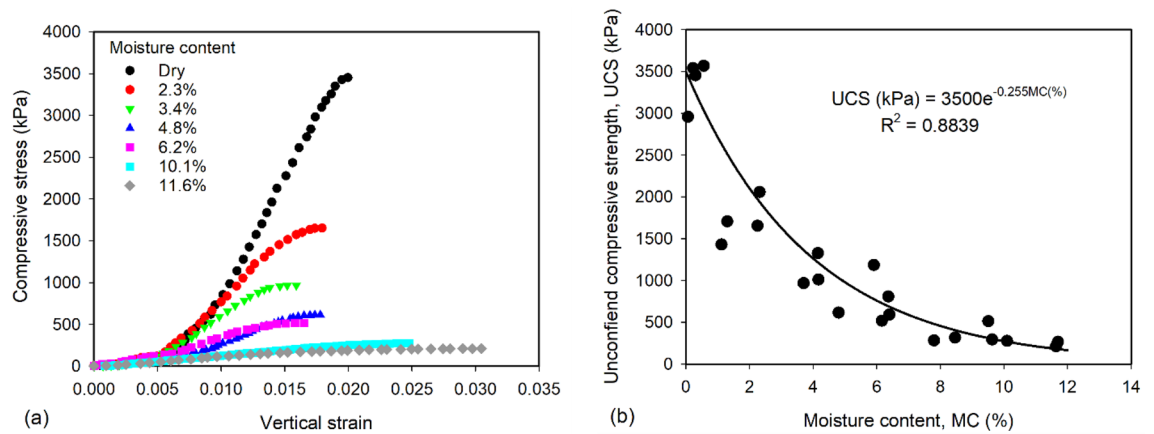 Compressive stress (kPa)
4000
3500
3000
2500
2000
1500
1000
500
0
Moisture content
Dry
2.3%
3.4%
4.8%
6.2%
10.1%
11.6%
0.000 0.005 0.010 0.015 0.020 0.025 0.030 0.035
Vertical strain
(a)
Unconfiend compressive strength, UCS (kPa)
4000
3500
3000
2500
2000
1500
1000
500
0
UCS (kPa) = 3500e^-0.255MC(%)
R² = 0.8839
0 2 4 6 8 10 12 14
Moisture content, MC (%)
(b)